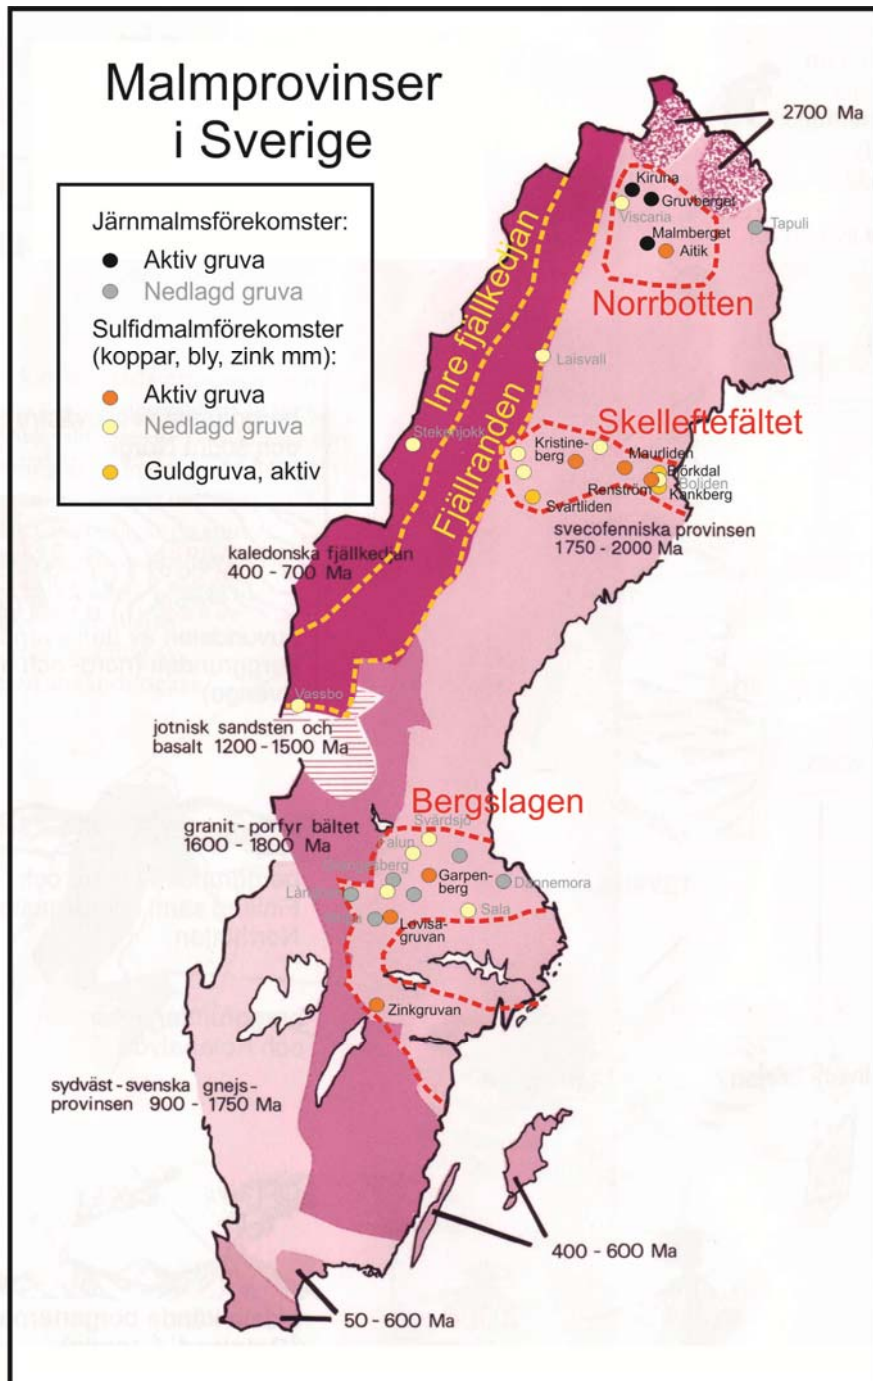 Malmprovinser
i Sverige
Järnmalmsförekomster:
Aktiv gruva
Nedlagd gruva
Sulfidmalmförekomster
(koppar, bly, zink mm):
Aktiv gruva
Nedlagd gruva
Guldgruva, aktiv
2700 Ma
Kiruna
Gruvberget
Viscaria
Malmberget
Aitik
Tapuli
Norrbotten
Inre fjällkedjan
Fjällranden
Laisvall
Stekenjokk
Skelleftefältet
Kristine-
berg
Maurliden
Björkdal
Boliden
Renström
Kankberg
Svartliden
svecofenniska provinsen
1750 - 2000 Ma
kaledonska fjällkedjan
400 - 700 Ma
Vassbo
jotnisk sandsten och
basalt 1200 - 1500 Ma
Bergslagen
granit - porfyr bältet
1600 - 1800 Ma
Svärdsjö
Garpen-
berg
Dannemora
Sala
Lovisa-
gruvan
Zinkgruvan
sydväst - svenska gnejs-
provinsen 900 - 1750 Ma
400 - 600 Ma
50 - 600 Ma